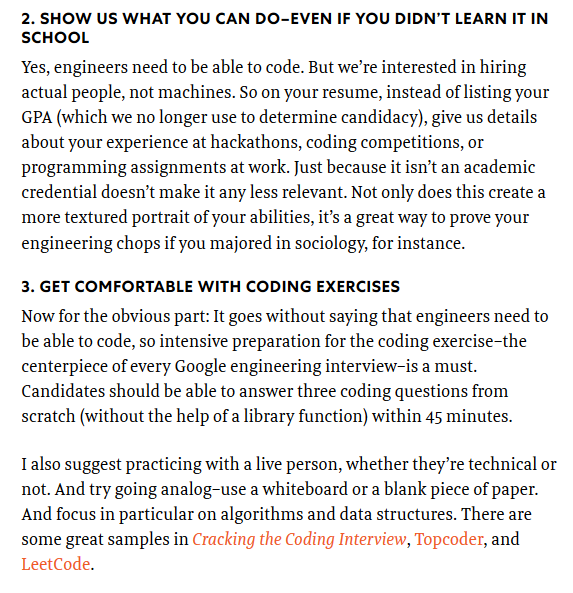 2. SHOW US WHAT YOU CAN DO–EVEN IF YOU DIDN’T LEARN IT IN
SCHOOL
Yes, engineers need to be able to code. But we’re interested in hiring
actual people, not machines. So on your resume, instead of listing your
GPA (which we no longer use to determine candidacy), give us details
about your experience at hackathons, coding competitions, or
programming assignments at work. Just because it isn’t an academic
credential doesn’t make it any less relevant. Not only does this create a
more textured portrait of your abilities, it’s a great way to prove your
engineering chops if you majored in sociology, for instance.
3. GET COMFORTABLE WITH CODING EXERCISES
Now for the obvious part: It goes without saying that engineers need to
be able to code, so intensive preparation for the coding exercise–the
centerpiece of every Google engineering interview–is a must.
Candidates should be able to answer three coding questions from
scratch (without the help of a library function) within 45 minutes.
I also suggest practicing with a live person, whether they’re technical or
not. And try going analog–use a whiteboard or a blank piece of paper.
And focus in particular on algorithms and data structures. There are
some great samples in Cracking the Coding Interview, Topcoder, and
LeetCode.